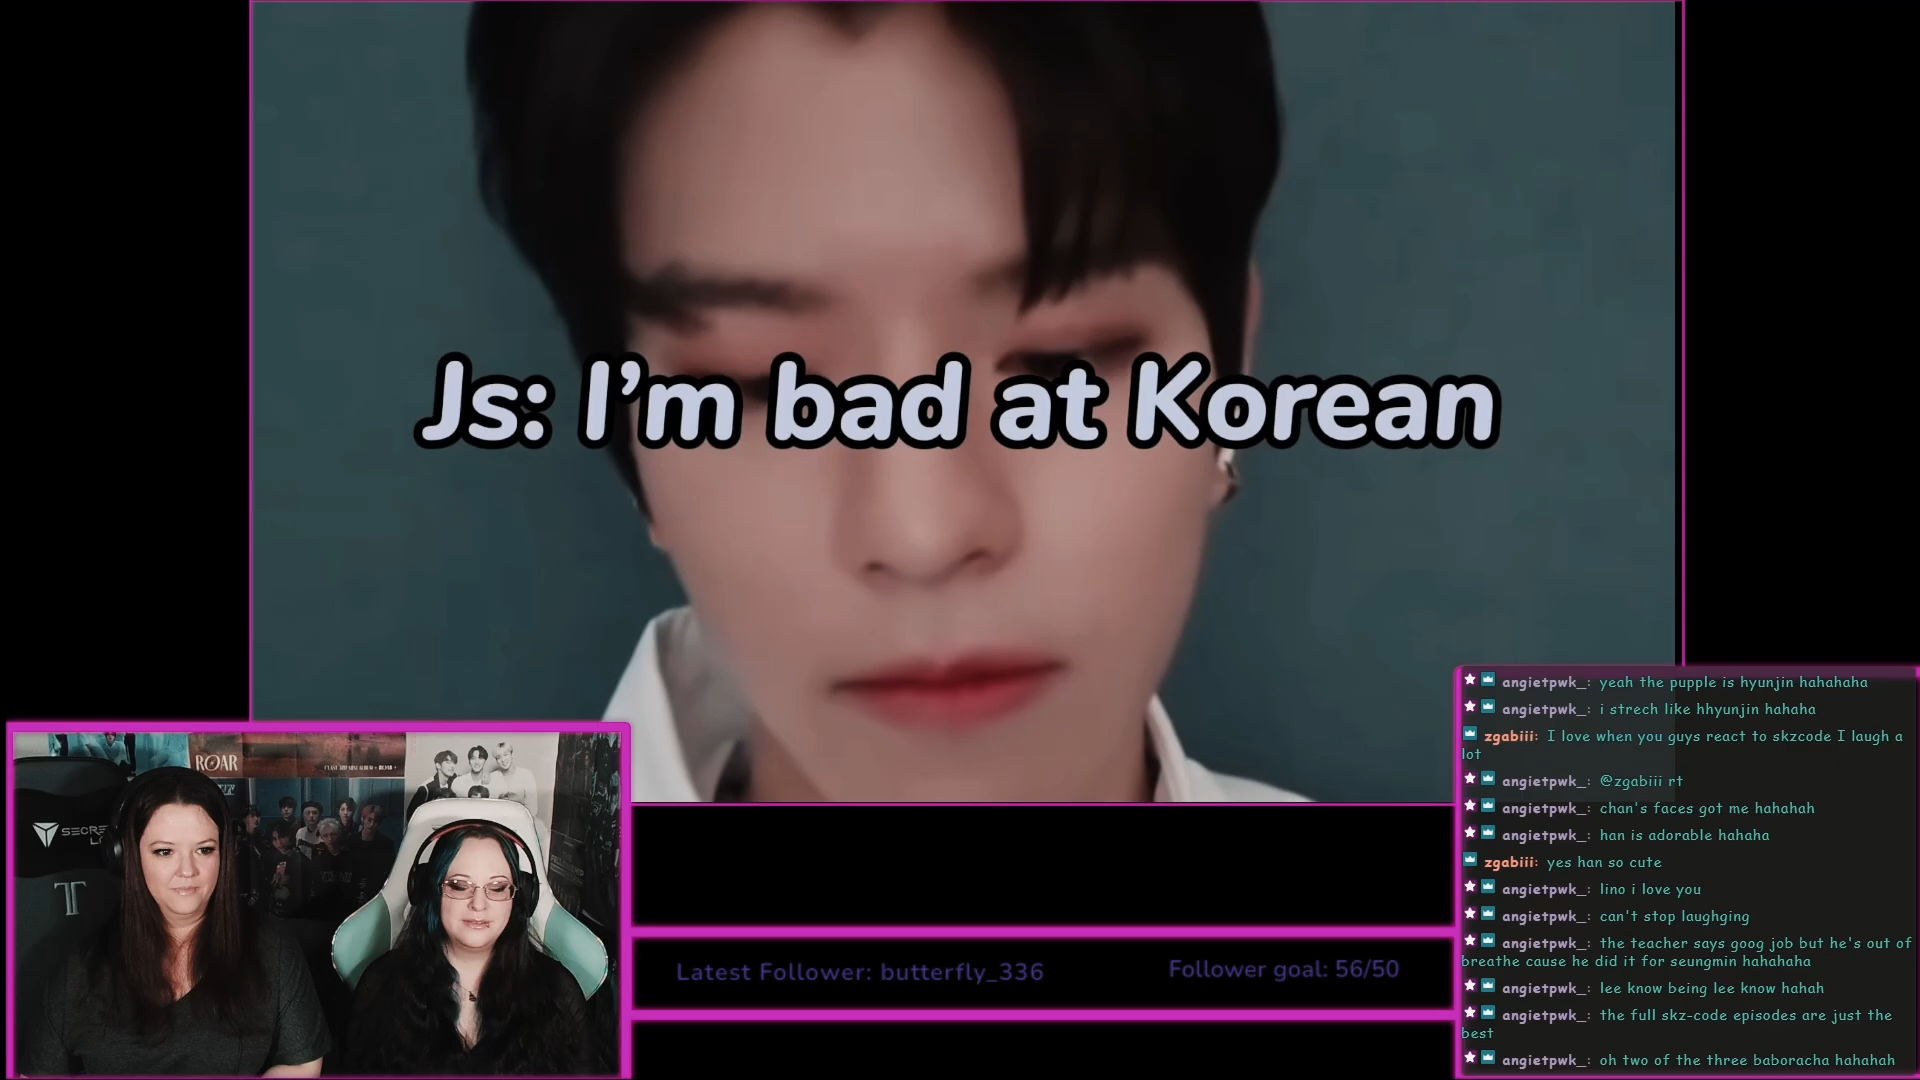 Js: I'm bad at Korean
ROAR
SECRE
Latest Follower: butterfly_336
Follower goal: 56/50
angietpwk_: yeah the pupple is hyunjin hahahaha
angietpwk_: i strech like hhyunjin hahaha
zgabiii: I love when you guys react to skzcode I laugh a
lot
angietpwk_: @zgabiii rt
angietpwk_: chan's faces got me hahahah
angietpwk_: han is adorable hahaha
zgabiii: yes han so cute
angietpwk_: lino i love you
angietpwk_: can't stop laughging
angietpwk_: the teacher says goog job but he's out of
breathe cause he did it for seungmin hahahaha
angietpwk_: lee know being lee know hahah
angietpwk_: the full skz-code episodes are just the
best
angietpwk_: oh two of the three baboracha hahahah